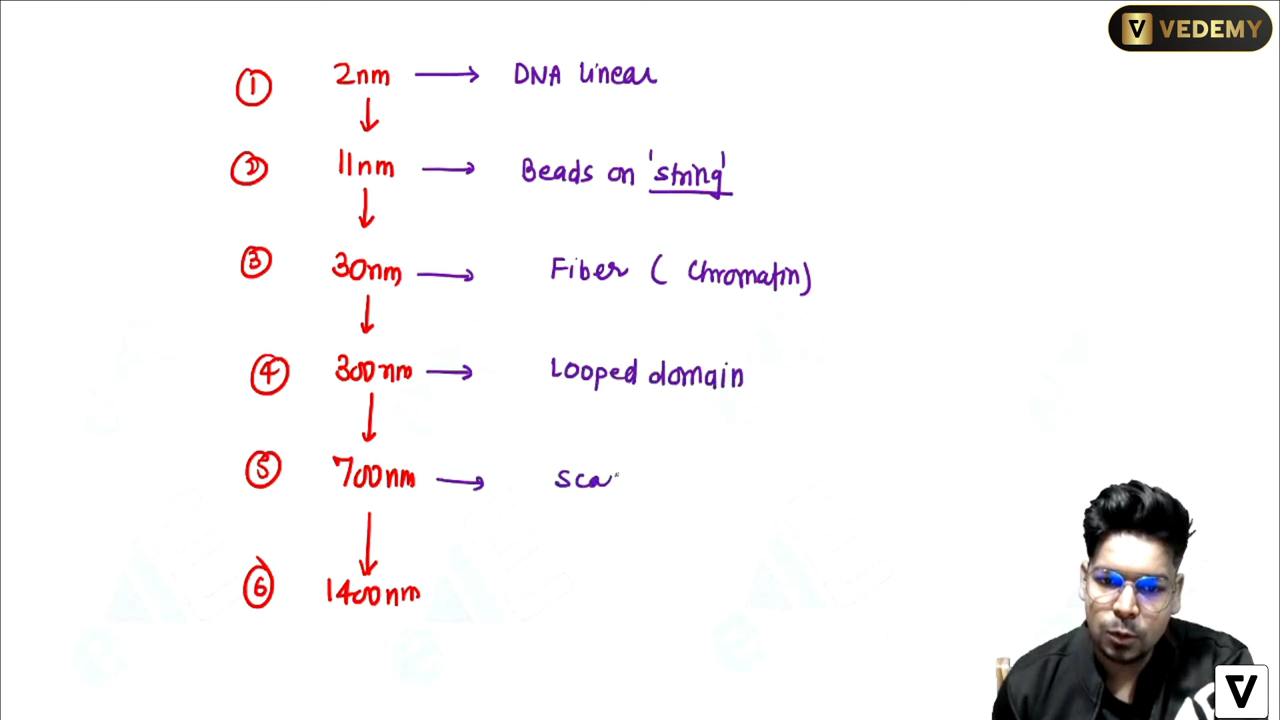 VEDEMY
① 2nm → DNA linear
↓
② 11nm → Beads on 'string'
↓
③ 30nm → Fiber ( Chromatin)
↓
④ 300nm → Looped domain
↓
⑤ 700nm → sca
↓
⑥ 1400nm